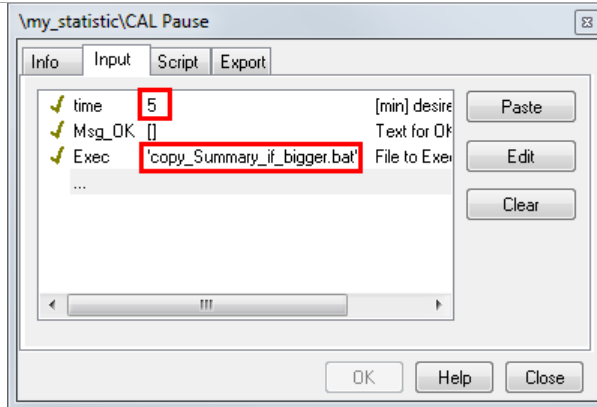 \my_statistic\CAL Pause
Info Input Script Export
time 5 [min] desire
Msg_OK [] Text for Of
Exec 'copy_Summary_if_bigger.bat' File to Exe
...
Paste
Edit
Clear
OK Help Close